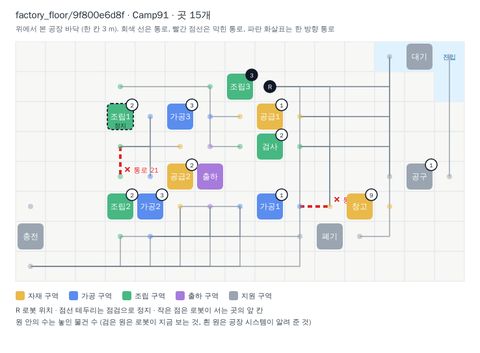 factory_floor/9f800e6d8f · Camp91 · 곳 15개
위에서 본 공장 바닥 (한 칸 3 m). 회색 선은 통로, 빨간 점선은 막힌 통로, 파란 화살표는 한 방향 통로
대기
진입
3
조립3
R
2
조립1
정지
3
가공3
1
공급1
2
검사
통로 21
2
공급2
출하
1
공구
2
조립2
3
가공2
1
가공1
9
창고
충전
폐기
자재 구역
가공 구역
조립 구역
출하 구역
지원 구역
R 로봇 위치 · 점선 테두리는 점검으로 정지 · 작은 점은 로봇이 서는 곳의 앞 칸
원 안의 수는 놓인 물건 수 (검은 원은 로봇이 지금 보는 것, 흰 원은 공장 시스템이 알려 준 것)